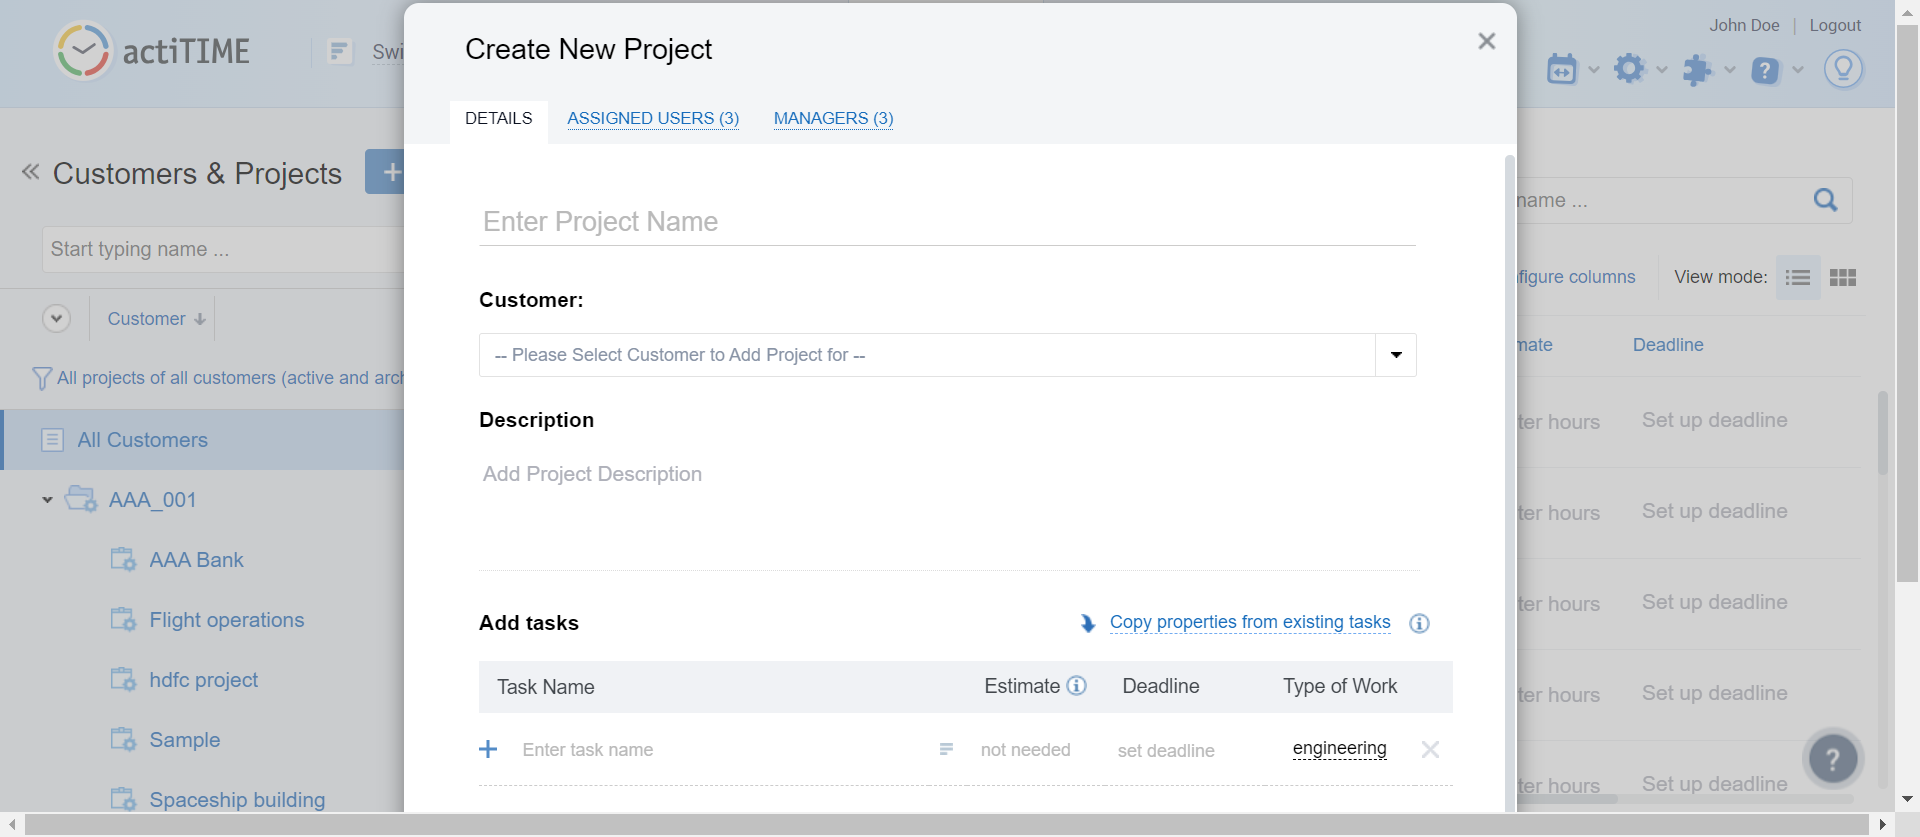 actiTIME
Swi
John Doe
Logout
Create New Project
DETAILS
ASSIGNED USERS (3)
MANAGERS (3)
Customers & Projects
Start typing name ...
Customer
All projects of all customers (active and arc
All Customers
AAA_001
AAA Bank
Flight operations
hdfc project
Sample
Spaceship building
Enter Project Name
Customer:
-- Please Select Customer to Add Project for --
Description
Add Project Description
Add tasks
Copy properties from existing tasks
Task Name
Estimate
Deadline
Type of Work
Enter task name
not needed
set deadline
engineering
name ...
figure columns
View mode:
mate
Deadline
ter hours
Set up deadline
ter hours
Set up deadline
ter hours
Set up deadline
ter hours
Set up deadline
ter hours
Set up deadline